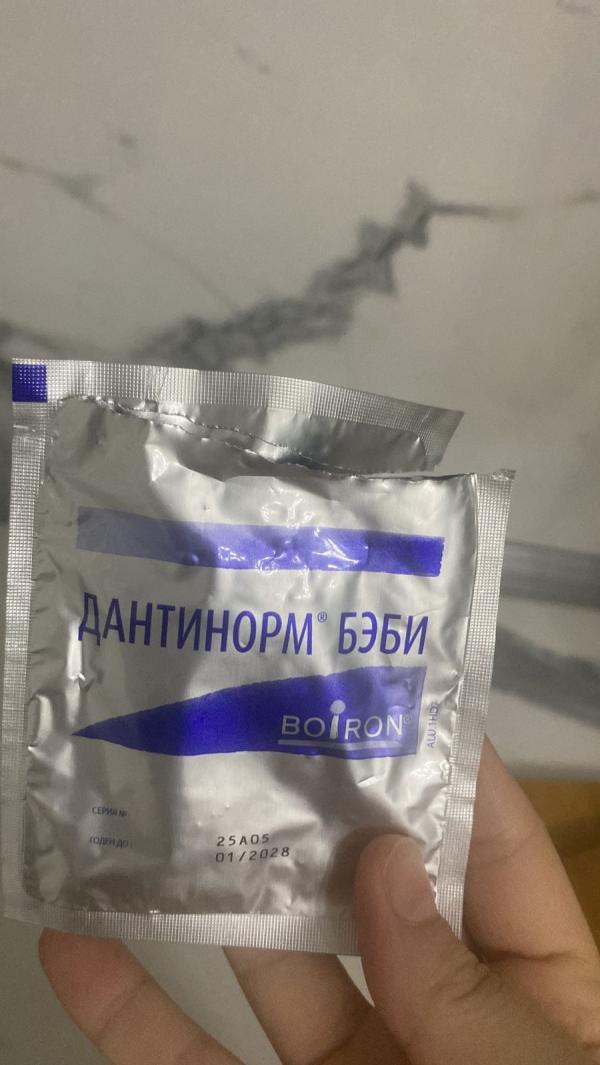 ДАНТИНОРМ® БЭБИ
BOIRON®
СЕРИЯ №:
ГОДЕН ДО:
25A05
01/2028